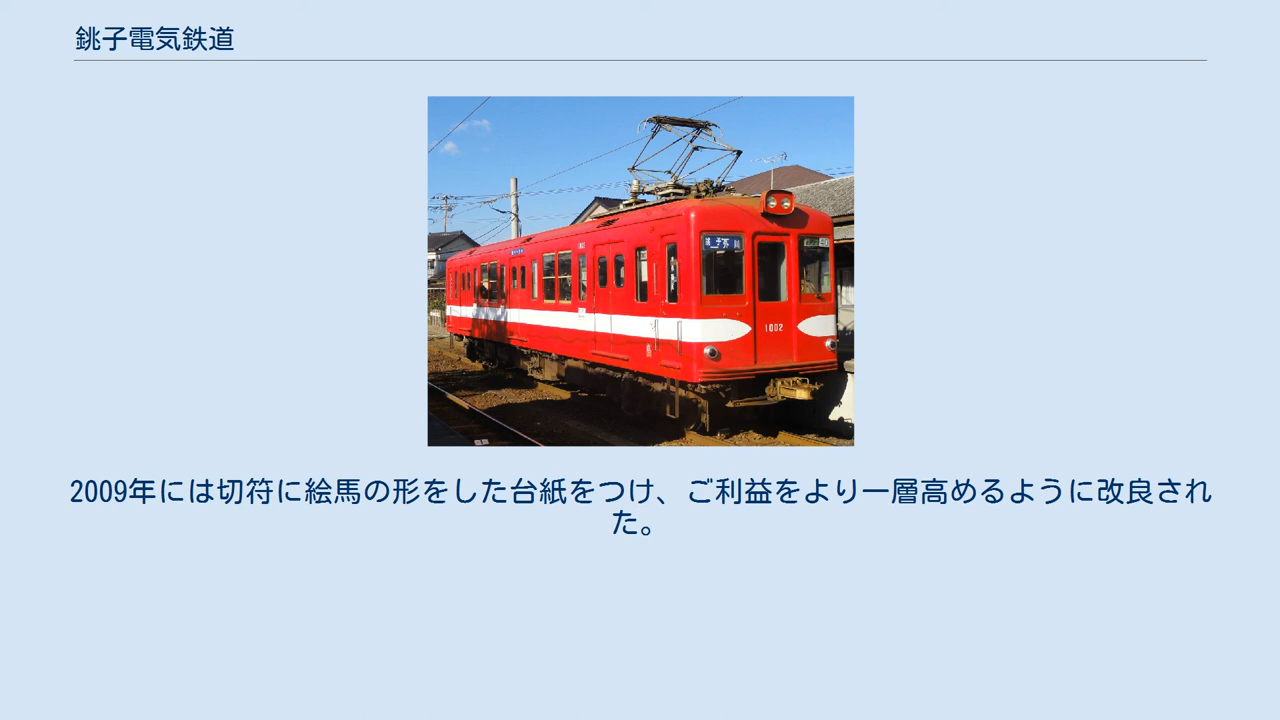 銚子電気鉄道
1002
2009年には切符に絵馬の形をした台紙をつけ、ご利益をより一層高めるように改良され
た。